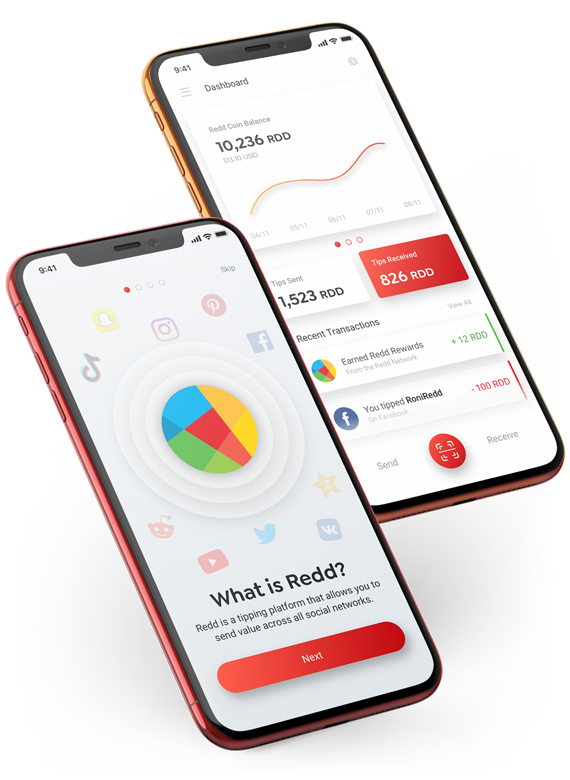 9:41
Dashboard
Redd Coin Balance
10,236 RDD
$13.10 USD
04/11 05/11 06/11 07/11 08/11
Tips Sent
1,523 RDD
Tips Received
826 RDD
Recent Transactions
View All
Earned Redd Rewards
From the Redd Network
+ 12 RDD
You tipped RoniRedd
On Facebook
- 100 RDD
Send
Receive
9:41
Skip
What is Redd?
Redd is a tipping platform that allows you to
send value across all social networks.
Next